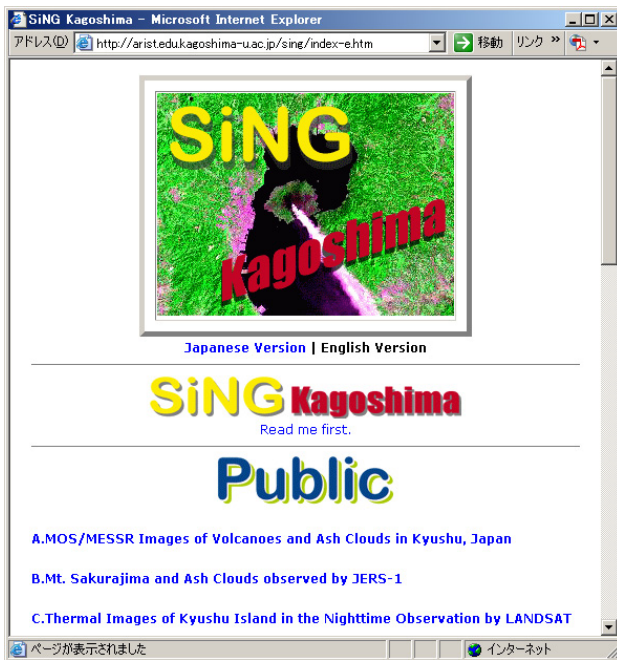 SiNG Kagoshima - Microsoft Internet Explorer
アドレス(D) http://arist.edu.kagoshima-u.ac.jp/sing/index-e.htm 移動 リンク »
SiNG
Kagoshima
Japanese Version | English Version
SiNG Kagoshima
Read me first.
Public
A.MOS/MESSR Images of Volcanoes and Ash Clouds in Kyushu, Japan
B.Mt. Sakurajima and Ash Clouds observed by JERS-1
C.Thermal Images of Kyushu Island in the Nighttime Observation by LANDSAT
ページが表示されました インターネット